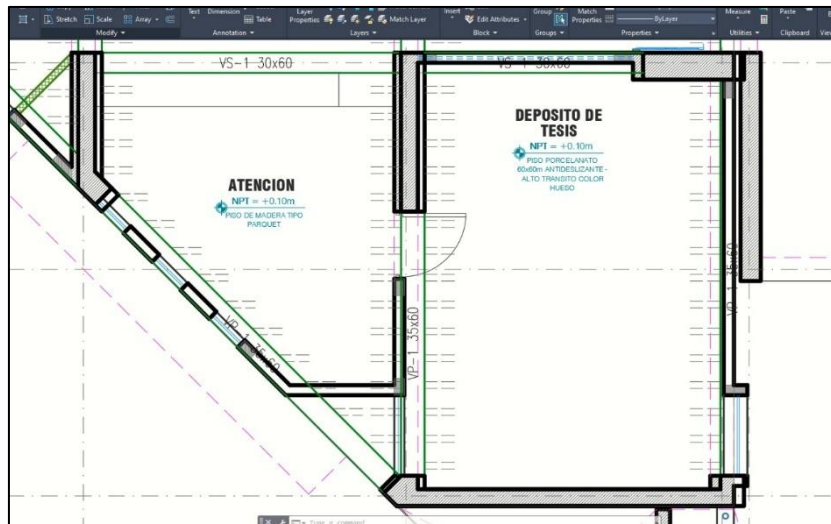 Stretch
Scale
Array
Modify
Text
Dimension
Table
Annotation
Layer
Properties
Match Layer
Layers
Insert
Edit Attributes
Block
Group
Groups
Match
Properties
ByLayer
Properties
Measure
Utilities
Paste
Clipboard
VS-1 30x60
VS-1 30x60
DEPOSITO DE
TESIS
NPT = +0.10m
PISO PORCELANATO
60x60m ANTIDESLIZANTE -
ALTO TRANSITO COLOR
HUESO
ATENCION
NPT = +0.10m
PISO DE MADERA TIPO
PARQUET
VP-1 35x60
VP-1 35x60
VP-1 35x60
Type a command